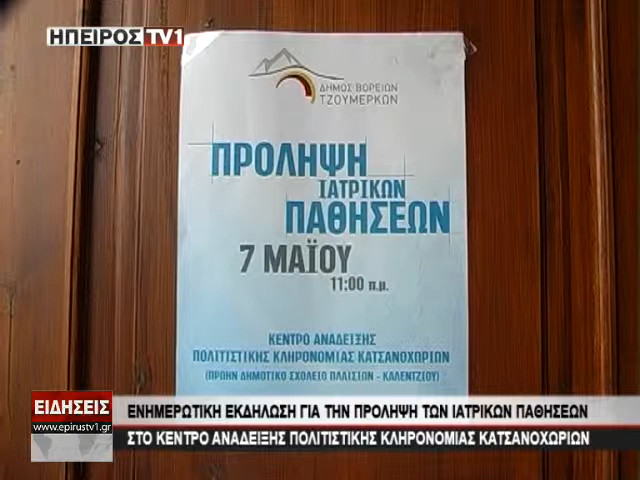 ΗΠΕΙΡΟΣ TV1
ΔΗΜΟΣ ΒΟΡΕΙΩΝ
ΤΖΟΥΜΕΡΚΩΝ
ΠΡΟΛΗΨΗ
ΙΑΤΡΙΚΩΝ
ΠΑΘΗΣΕΩΝ
7 ΜΑΪΟΥ
11:00 π.μ.
ΚΕΝΤΡΟ ΑΝΑΔΕΙΞΗΣ
ΠΟΛΙΤΙΣΤΙΚΗΣ ΚΛΗΡΟΝΟΜΙΑΣ ΚΑΤΣΑΝΟΧΩΡΙΩΝ
(ΠΡΩΗΝ ΔΗΜΟΤΙΚΟ ΣΧΟΛΕΙΟ ΠΛΑΙΣΙΩΝ - ΚΑΛΕΝΤΖΙΟΥ)
ΕΙΔΗΣΕΙΣ
www.epirustv1.gr
ΕΝΗΜΕΡΩΤΙΚΗ ΕΚΔΗΛΩΣΗ ΓΙΑ ΤΗΝ ΠΡΟΛΗΨΗ ΤΩΝ ΙΑΤΡΙΚΩΝ ΠΑΘΗΣΕΩΝ
ΣΤΟ ΚΕΝΤΡΟ ΑΝΑΔΕΙΞΗΣ ΠΟΛΙΤΙΣΤΙΚΗΣ ΚΛΗΡΟΝΟΜΙΑΣ ΚΑΤΣΑΝΟΧΩΡΙΩΝ